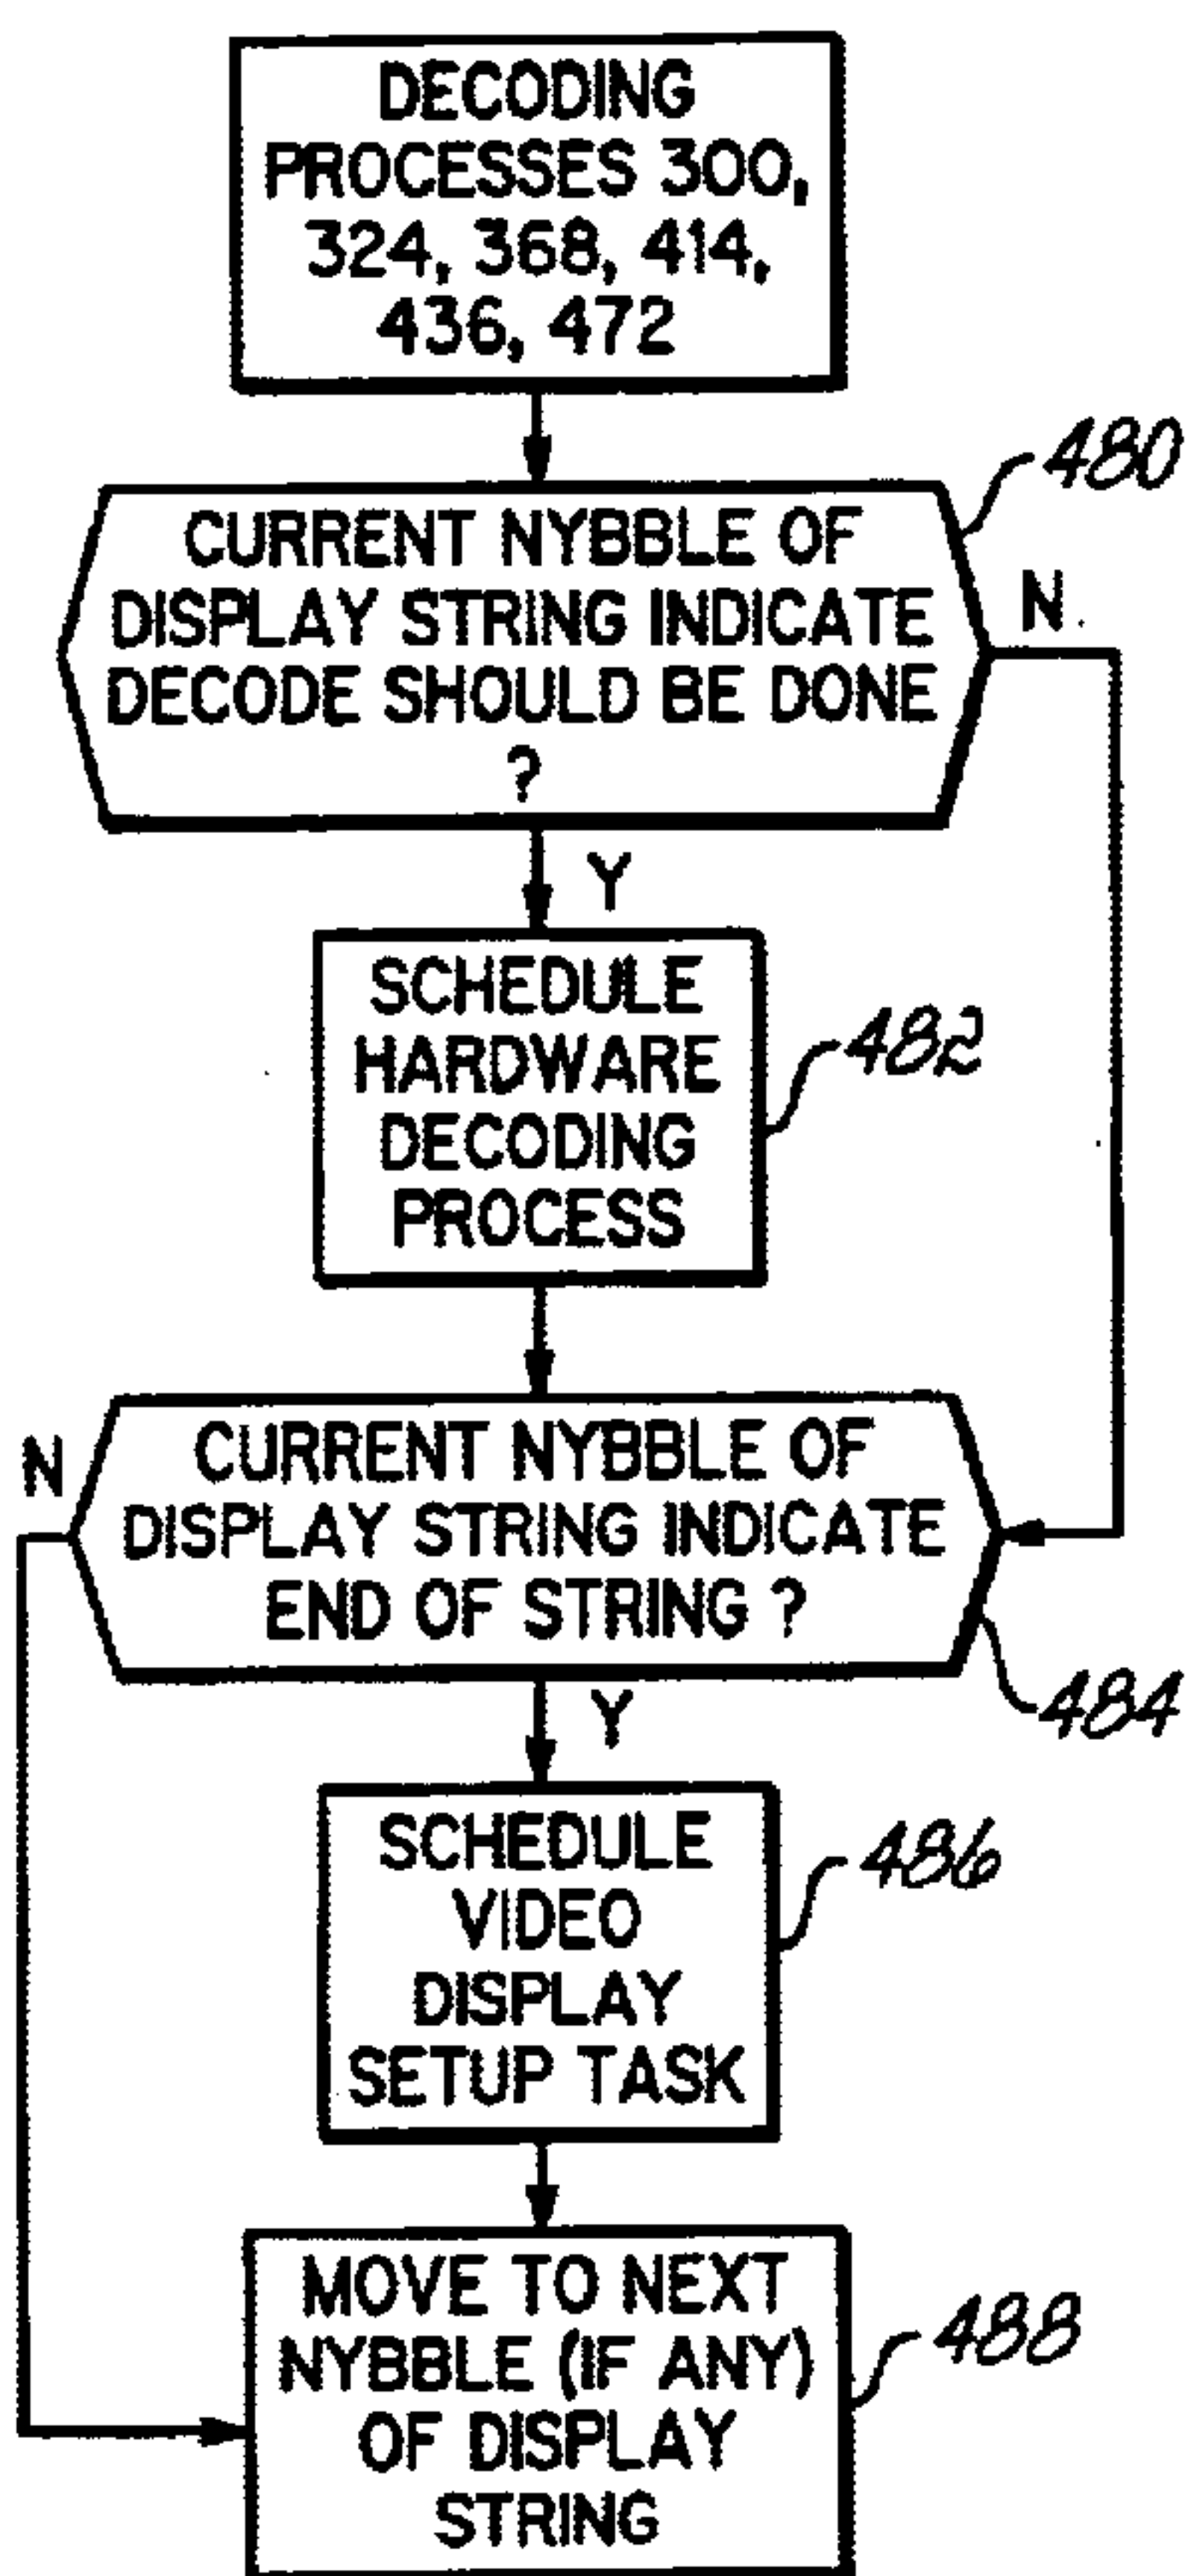 DECODING
PROCESSES 300,
324, 368, 414,
436, 472
480
CURRENT NYBBLE OF
DISPLAY STRING INDICATE
DECODE SHOULD BE DONE
?
N
Y
SCHEDULE
HARDWARE
DECODING
PROCESS
482
N
CURRENT NYBBLE OF
DISPLAY STRING INDICATE
END OF STRING ?
484
Y
SCHEDULE
VIDEO
DISPLAY
SETUP TASK
486
MOVE TO NEXT
NYBBLE (IF ANY)
OF DISPLAY
STRING
488